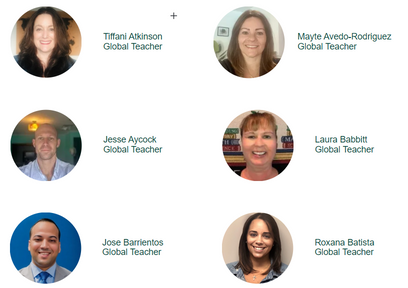 Tiffani Atkinson
Global Teacher
Mayte Avedo-Rodriguez
Global Teacher
Jesse Aycock
Global Teacher
Laura Babbitt
Global Teacher
Jose Barrientos
Global Teacher
Roxana Batista
Global Teacher